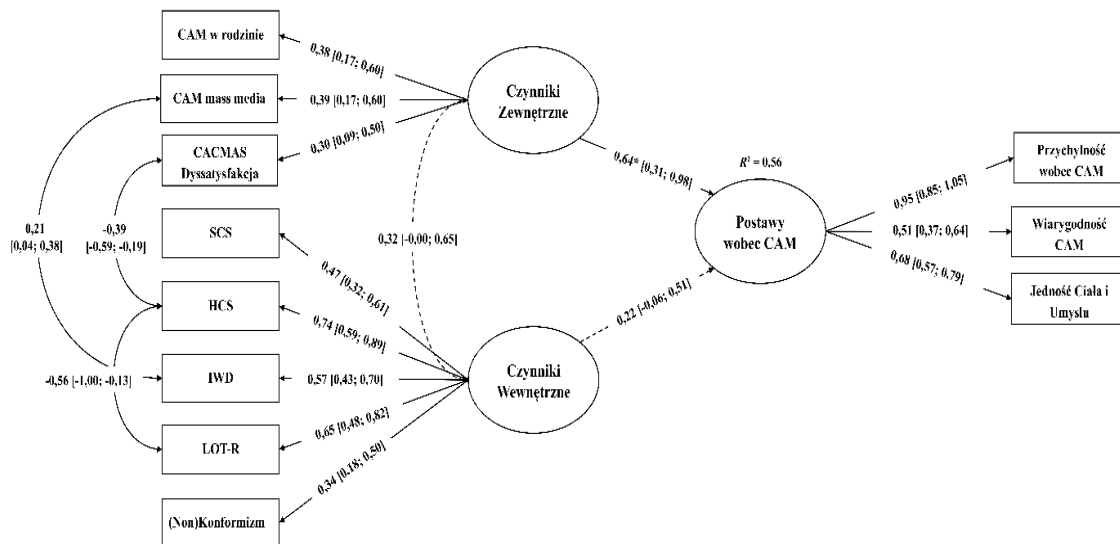 CAM w rodzinie
CAM mass media
CACMAS
Dyssatysfakcja
SCS
HCS
IWD
LOT-R
(Non)Konformizm
0,21
[0,04; 0,38]
-0,39
[-0,59; -0,19]
-0,56 [-1,00; -0,13]
0,38 [0,17; 0,60]
0,39 [0,17; 0,60]
0,30 [0,09; 0,50]
0,47 [0,32; 0,61]
0,74 [0,59; 0,89]
0,57 [0,43; 0,70]
0,65 [0,48; 0,82]
0,34 [0,18; 0,50]
0,32 [-0,00; 0,65]
Czynniki
Zewnętrzne
Czynniki
Wewnętrzne
0,64* [0,31; 0,98]
0,22 [-0,06; 0,51]
R² = 0,56
Postawy
wobec CAM
0,95 [0,85; 1,05]
0,51 [0,37; 0,64]
0,68 [0,57; 0,79]
Przychylność
wobec CAM
Wiarygodność
CAM
Jedność Ciała i
Umysłu